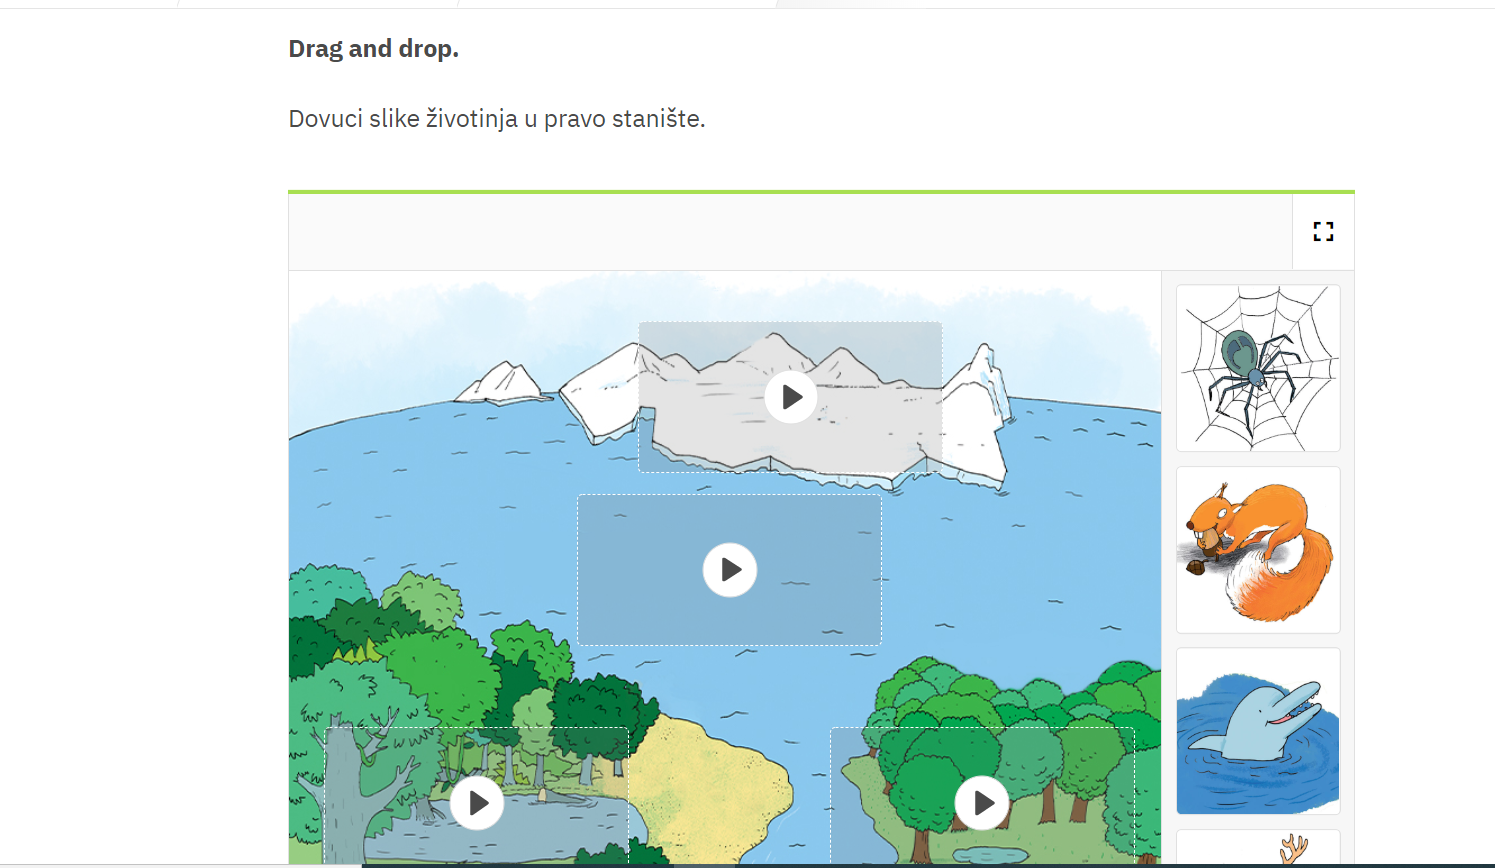 Drag and drop.
Dovuci slike životinja u pravo stanište.